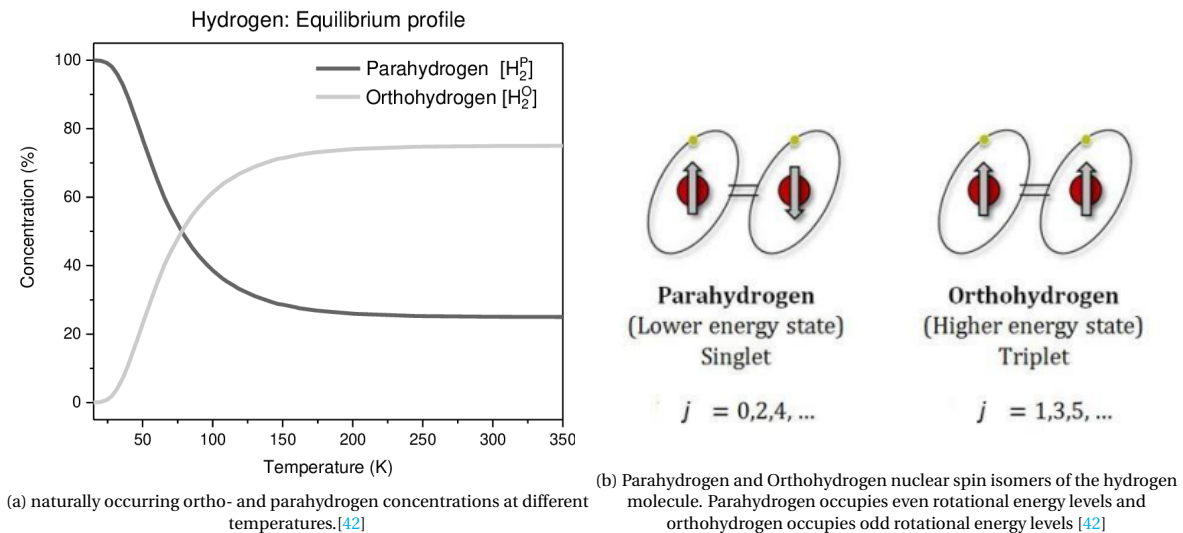 Hydrogen: Equilibrium profile
Parahydrogen [H₂ᴾ]
Orthohydrogen [H₂ᴼ]
Concentration (%)
100
80
60
40
20
0
50
100
150
200
250
300
350
Temperature (K)
(a) naturally occurring ortho- and parahydrogen concentrations at different
temperatures.[42]
Parahydrogen
(Lower energy state)
Singlet
j = 0,2,4, ...
Orthohydrogen
(Higher energy state)
Triplet
j = 1,3,5, ...
(b) Parahydrogen and Orthohydrogen nuclear spin isomers of the hydrogen
molecule. Parahydrogen occupies even rotational energy levels and
orthohydrogen occupies odd rotational energy levels [42]